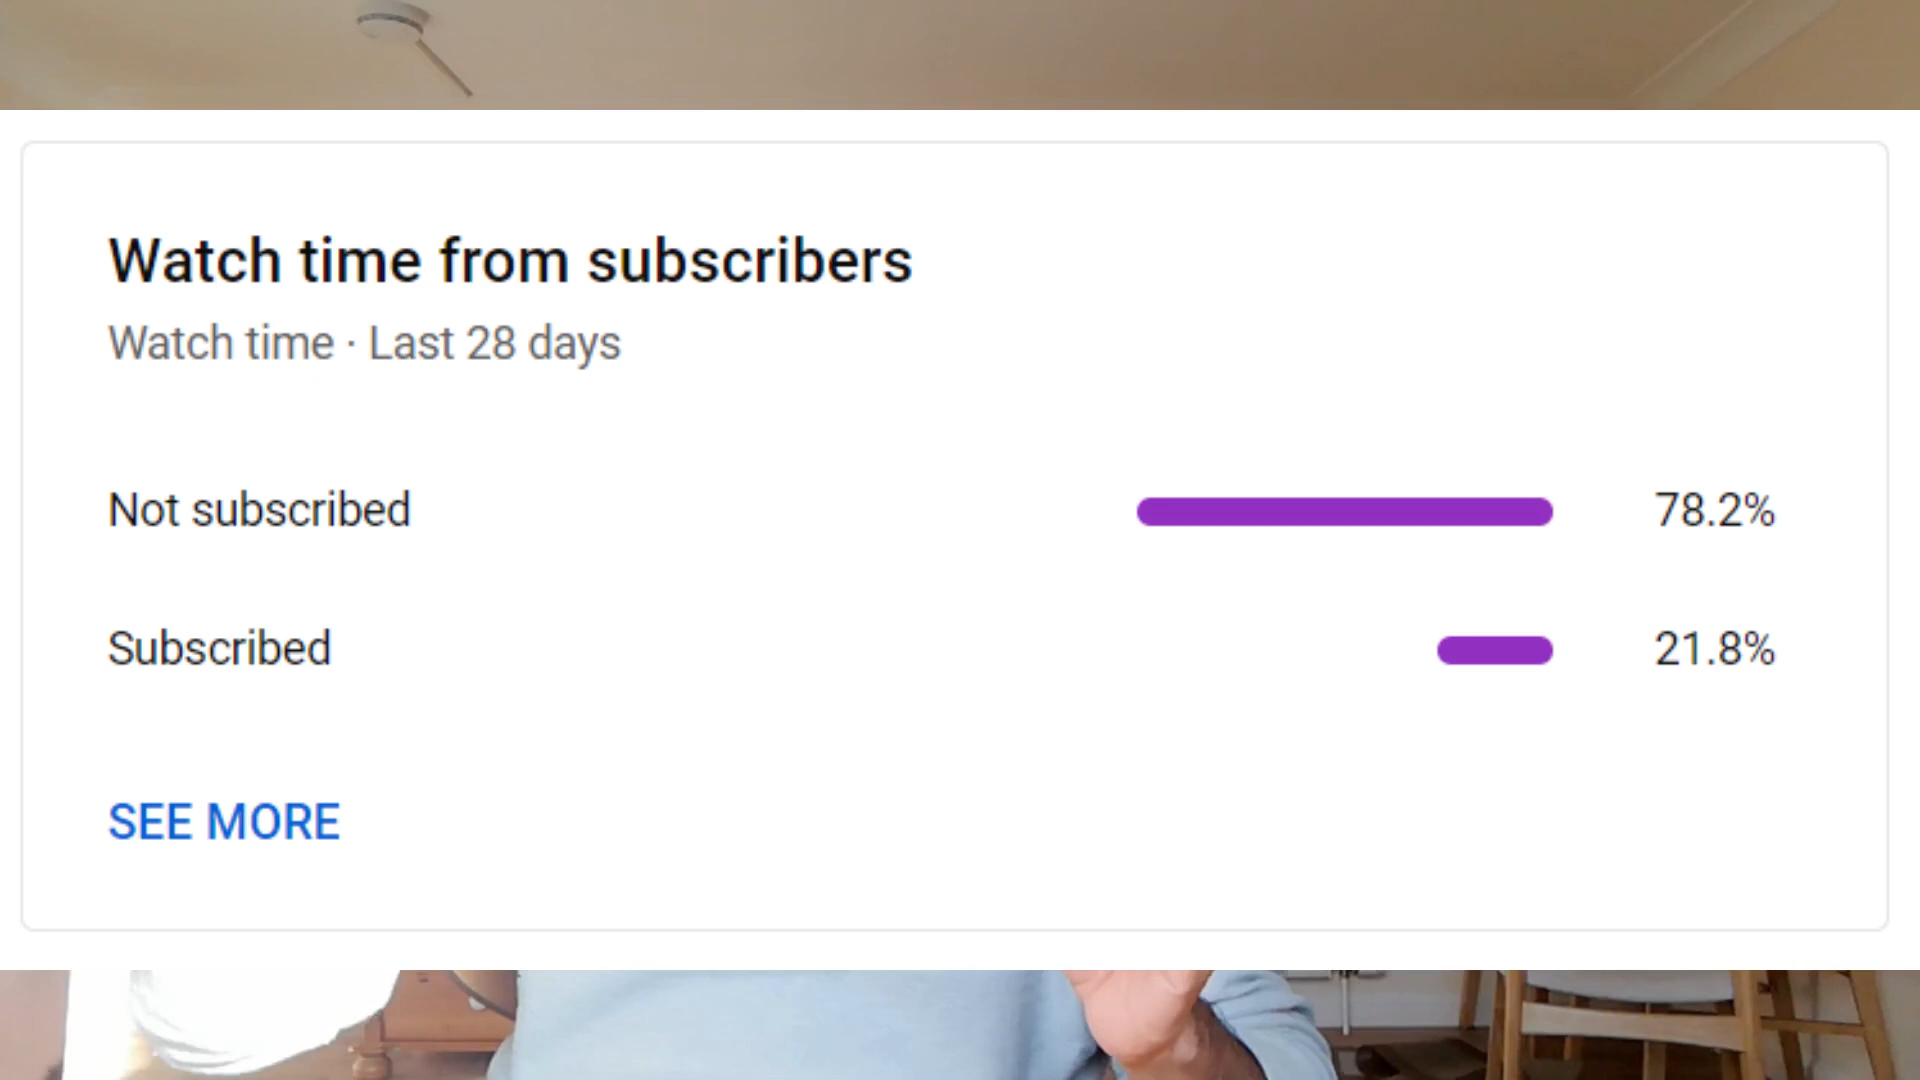 Watch time from subscribers
Watch time · Last 28 days
Not subscribed 78.2%
Subscribed 21.8%
SEE MORE